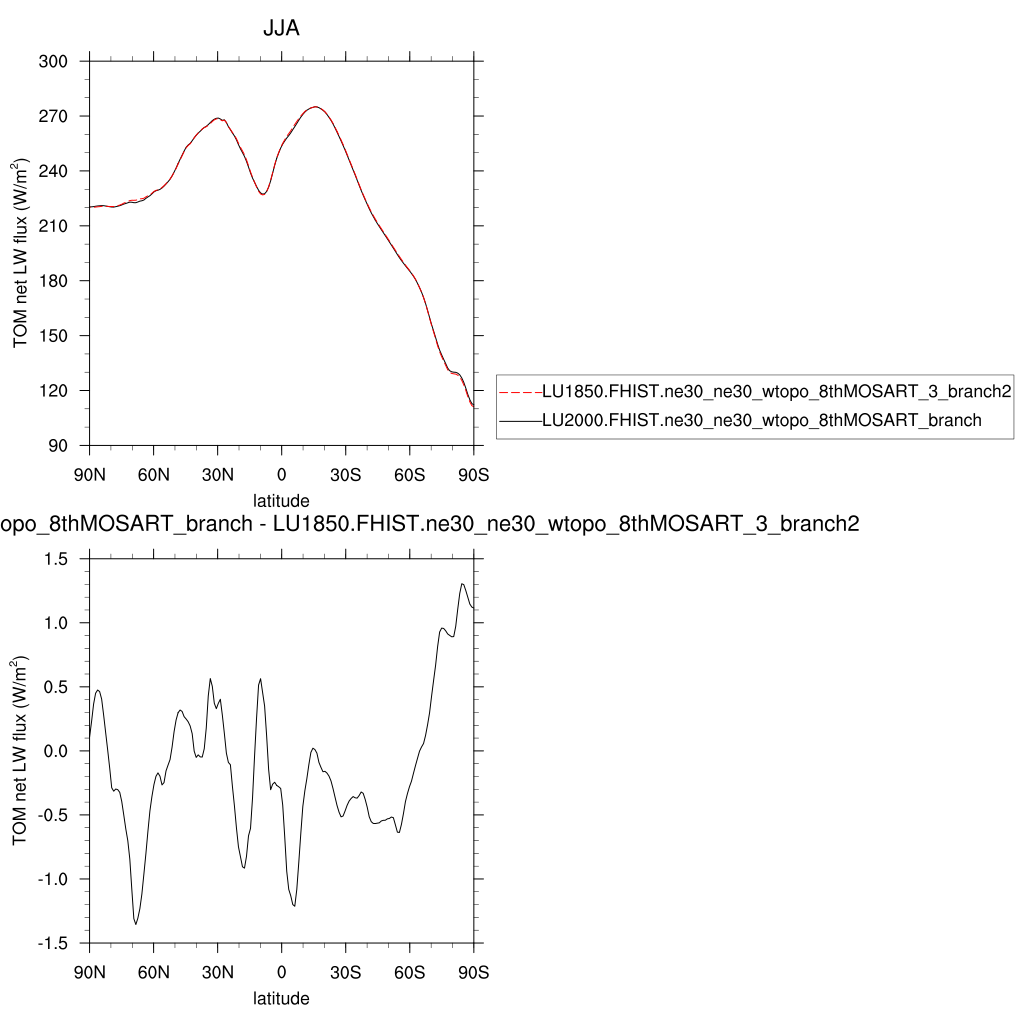 JJA
300
270
240
210
180
150
120
90
TOM net LW flux (W/m²)
90N 60N 30N 0 30S 60S 90S
latitude
LU1850.FHIST.ne30_ne30_wtopo_8thMOSART_3_branch2
LU2000.FHIST.ne30_ne30_wtopo_8thMOSART_branch
opo_8thMOSART_branch - LU1850.FHIST.ne30_ne30_wtopo_8thMOSART_3_branch2
1.5
1.0
0.5
0.0
-0.5
-1.0
-1.5
TOM net LW flux (W/m²)
90N 60N 30N 0 30S 60S 90S
latitude